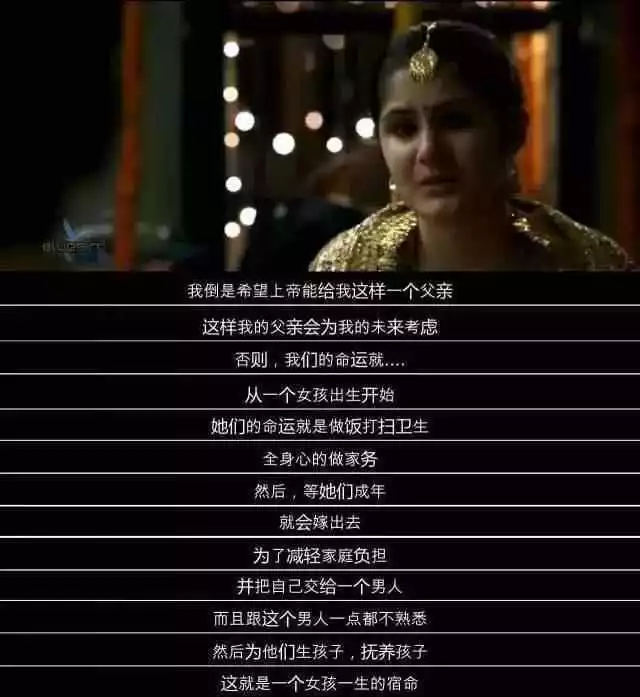 我倒是希望上帝能给我这样一个父亲
这样我的父亲会为我的未来考虑
否则，我们的命运就....
从一个女孩出生开始
她们的命运就是做饭打扫卫生
全身心的做家务
然后，等她们成年
就会嫁出去
为了减轻家庭负担
并把自己交给一个男人
而且跟这个男人一点都不熟悉
然后为他们生孩子，抚养孩子
这就是一个女孩一生的宿命